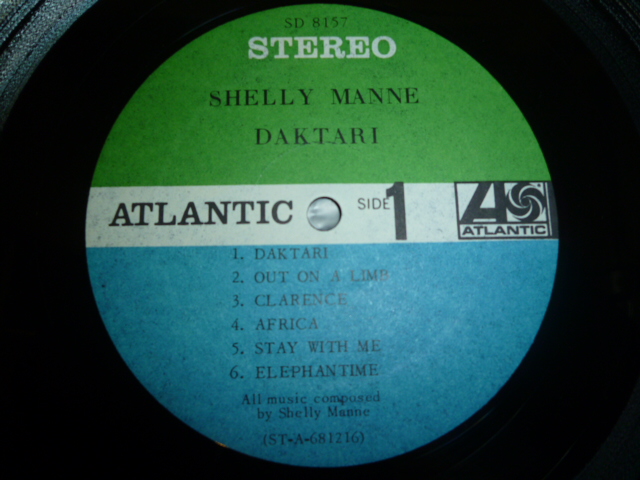 SD 8157
STEREO
SHELLY MANNE
DAKTARI
ATLANTIC
SIDE 1
ATLANTIC
1. DAKTARI
2. OUT ON A LIMB
3. CLARENCE
4. AFRICA
5. STAY WITH ME
6. ELEPHANTIME
All music composed
by Shelly Manne
(ST-A-681216)